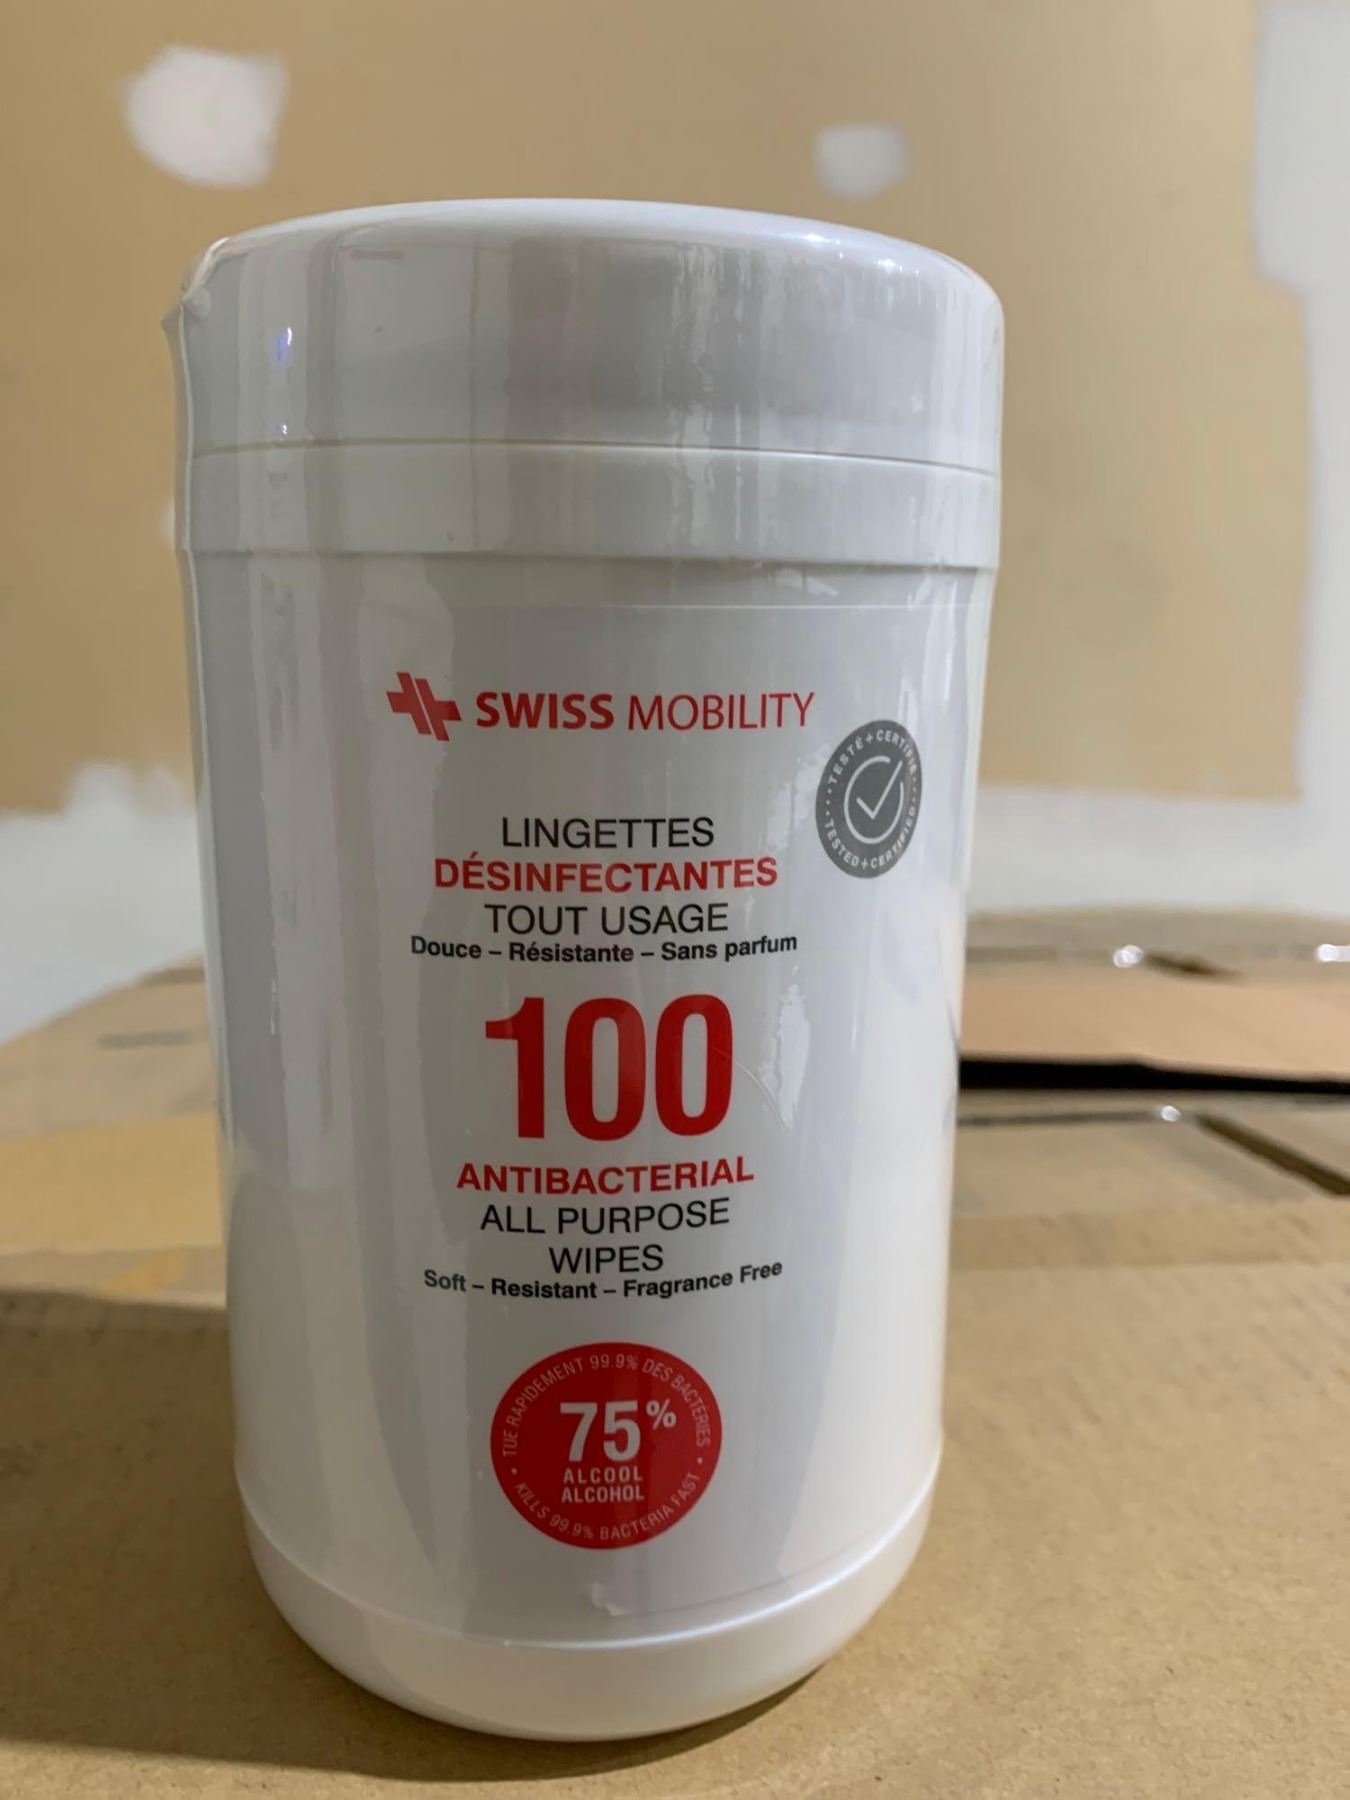 SWISS MOBILITY
TESTÉ + CERTIFIÉ
TESTED + CERTIFIED
LINGETTES
DÉSINFECTANTES
TOUT USAGE
Douce – Résistante – Sans parfum
100
ANTIBACTERIAL
ALL PURPOSE
WIPES
Soft – Resistant – Fragrance Free
TUE RAPIDEMENT 99.9% DES BACTÉRIES
75%
ALCOOL
ALCOHOL
KILLS 99.9% BACTERIA FAST